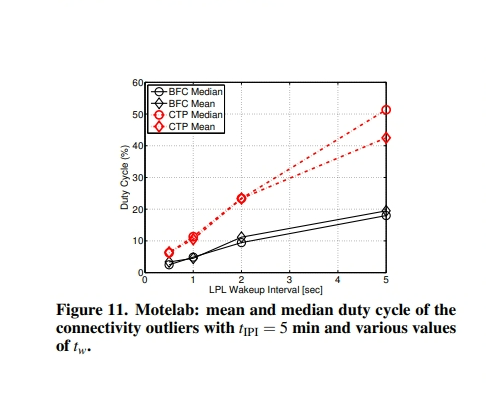 60
50
40
30
20
10
0
Duty Cycle (%)
BFC Median
BFC Mean
CTP Median
CTP Mean
0 1 2 3 4 5
LPL Wakeup Interval [sec]
Figure 11. Motelab: mean and median duty cycle of the
connectivity outliers with tIPI = 5 min and various values
of tw.